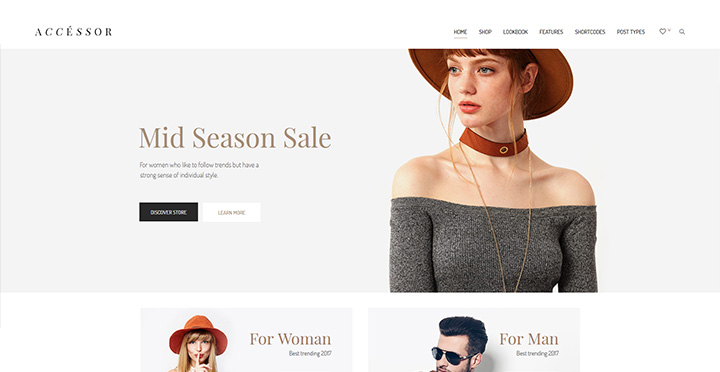 ACCÉSSOR
HOME SHOP LOOKBOOK FEATURES SHORTCODES POST TYPES
Mid Season Sale
For women who like to follow trends but have a
strong sense of individual style.
DISCOVER STORE LEARN MORE
For Woman
Best trending 2017
For Man
Best trending 2017